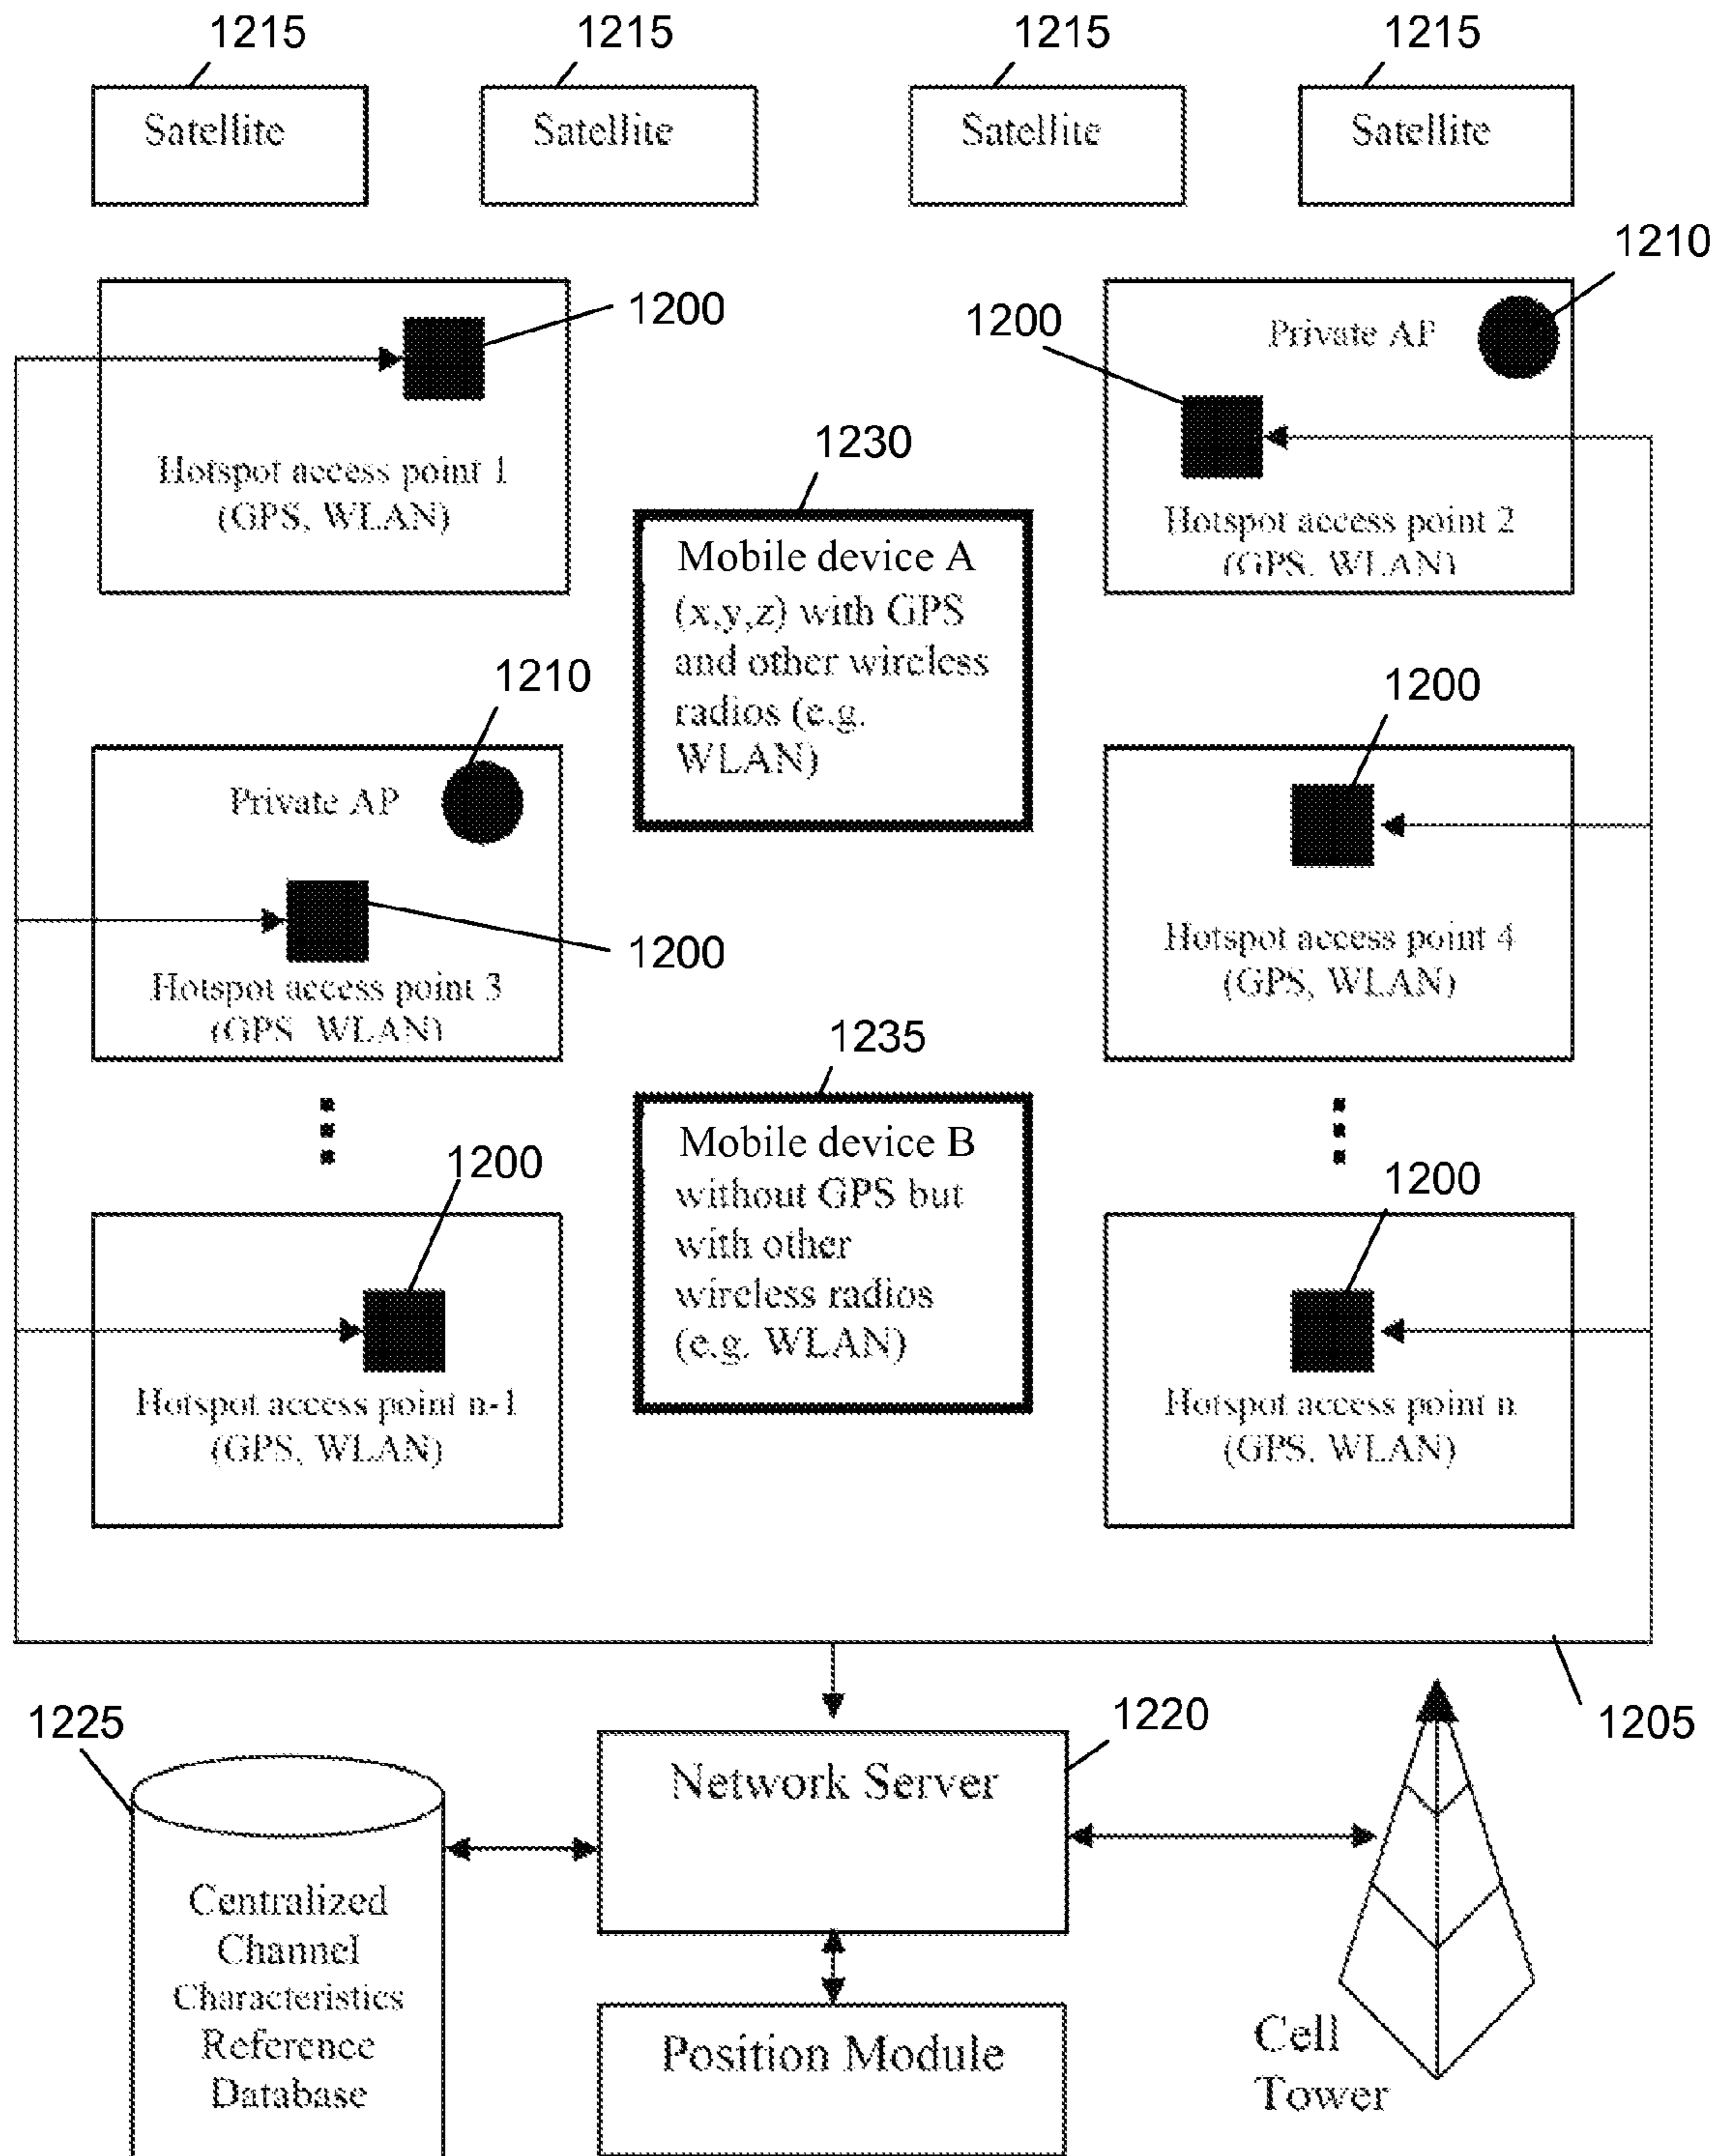 1215
1215
1215
1215
Satellite
Satellite
Satellite
Satellite
1210
1200
1200
Private AP
Hotspot access point 1
(GPS, WLAN)
1230
Hotspot access point 2
(GPS, WLAN)
Mobile device A
(x,y,z) with GPS
and other wireless
radios (e.g.
WLAN)
1210
1200
Private AP
1200
Hotspot access point 3
(GPS, WLAN)
Hotspot access point 4
(GPS, WLAN)
1235
Mobile device B
without GPS but
with other
wireless radios
(e.g. WLAN)
1200
1200
Hotspot access point n-1
(GPS, WLAN)
Hotspot access point n
(GPS, WLAN)
1225
1220
1205
Network Server
Centralized
Channel
Characteristics
Reference
Database
Position Module
Cell
Tower